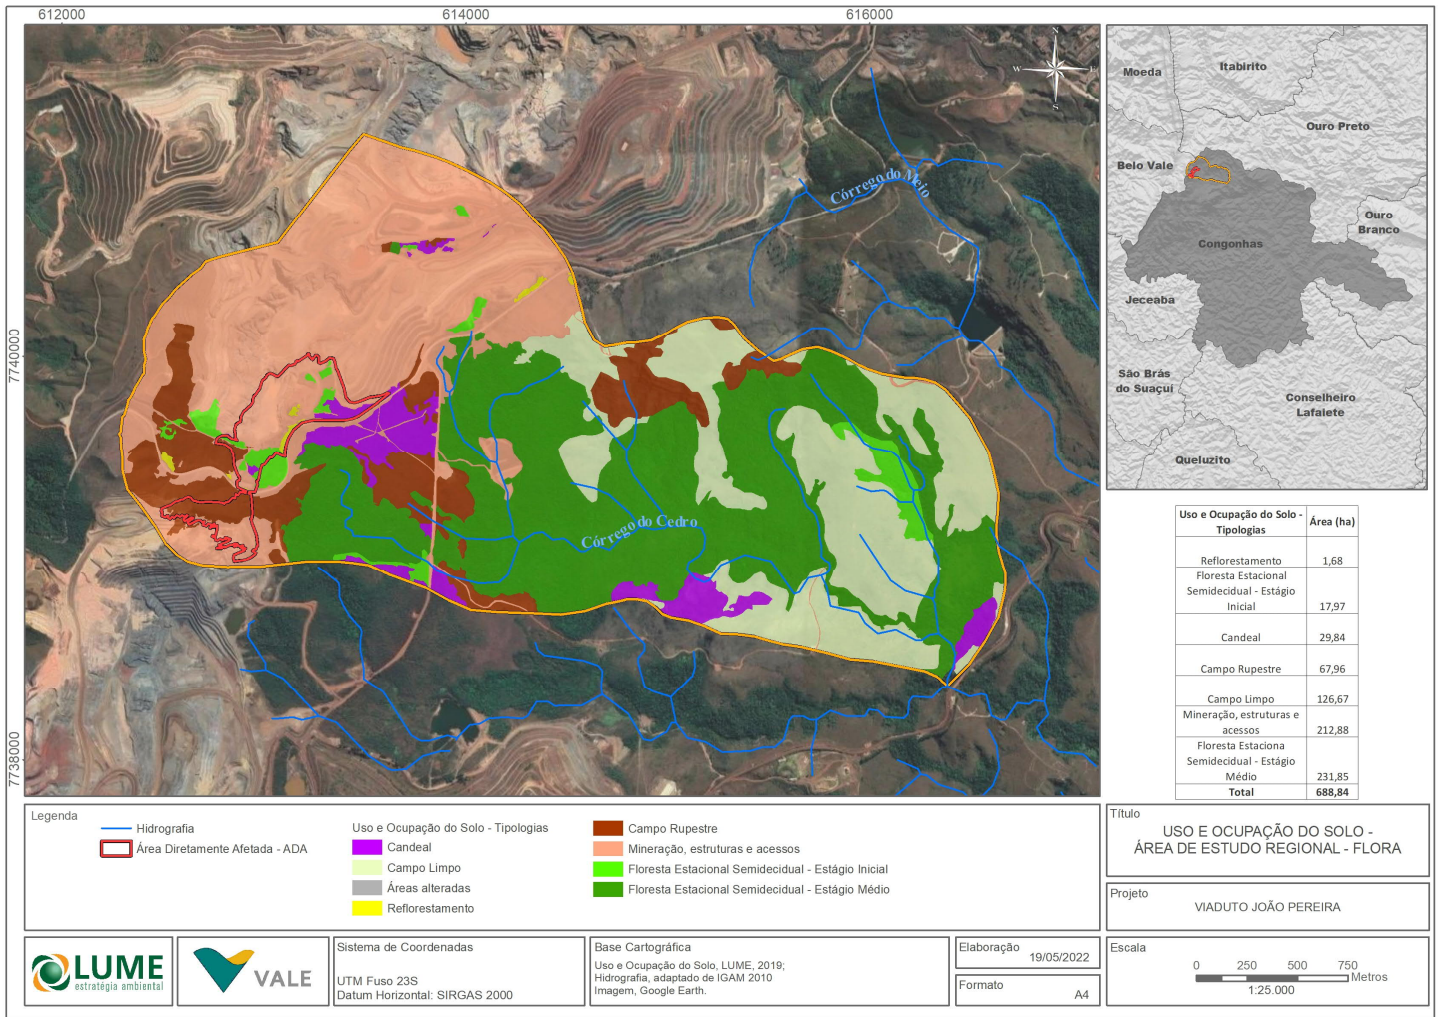 612000
614000
616000
7740000
7738000
N
W
E
S
Córrego do Meio
Córrego do Cedro
Moeda
Itabirito
Ouro Preto
Belo Vale
Ouro
Branco
Congonhas
Jeceaba
São Brás
do Suaçuí
Conselheiro
Lafaiete
Queluzito
Uso e Ocupação do Solo -
Tipologias
Área (ha)
Reflorestamento 1,68
Floresta Estacional
Semidecidual - Estágio
Inicial 17,97
Candeal 29,84
Campo Rupestre 67,96
Campo Limpo 126,67
Mineração, estruturas e
acessos 212,88
Floresta Estaciona
Semidecidual - Estágio
Médio 231,85
Total 688,84
Legenda
Hidrografia
Área Diretamente Afetada - ADA
Uso e Ocupação do Solo - Tipologias
Candeal
Campo Limpo
Áreas alteradas
Reflorestamento
Campo Rupestre
Mineração, estruturas e acessos
Floresta Estacional Semidecidual - Estágio Inicial
Floresta Estacional Semidecidual - Estágio Médio
Título
USO E OCUPAÇÃO DO SOLO -
ÁREA DE ESTUDO REGIONAL - FLORA
Projeto
VIADUTO JOÃO PEREIRA
LUME
estratégia ambiental
VALE
Sistema de Coordenadas
UTM Fuso 23S
Datum Horizontal: SIRGAS 2000
Base Cartográfica
Uso e Ocupação do Solo, LUME, 2019;
Hidrografia, adaptado de IGAM 2010
Imagem, Google Earth.
Elaboração
19/05/2022
Formato
A4
Escala
0 250 500 750
Metros
1:25.000